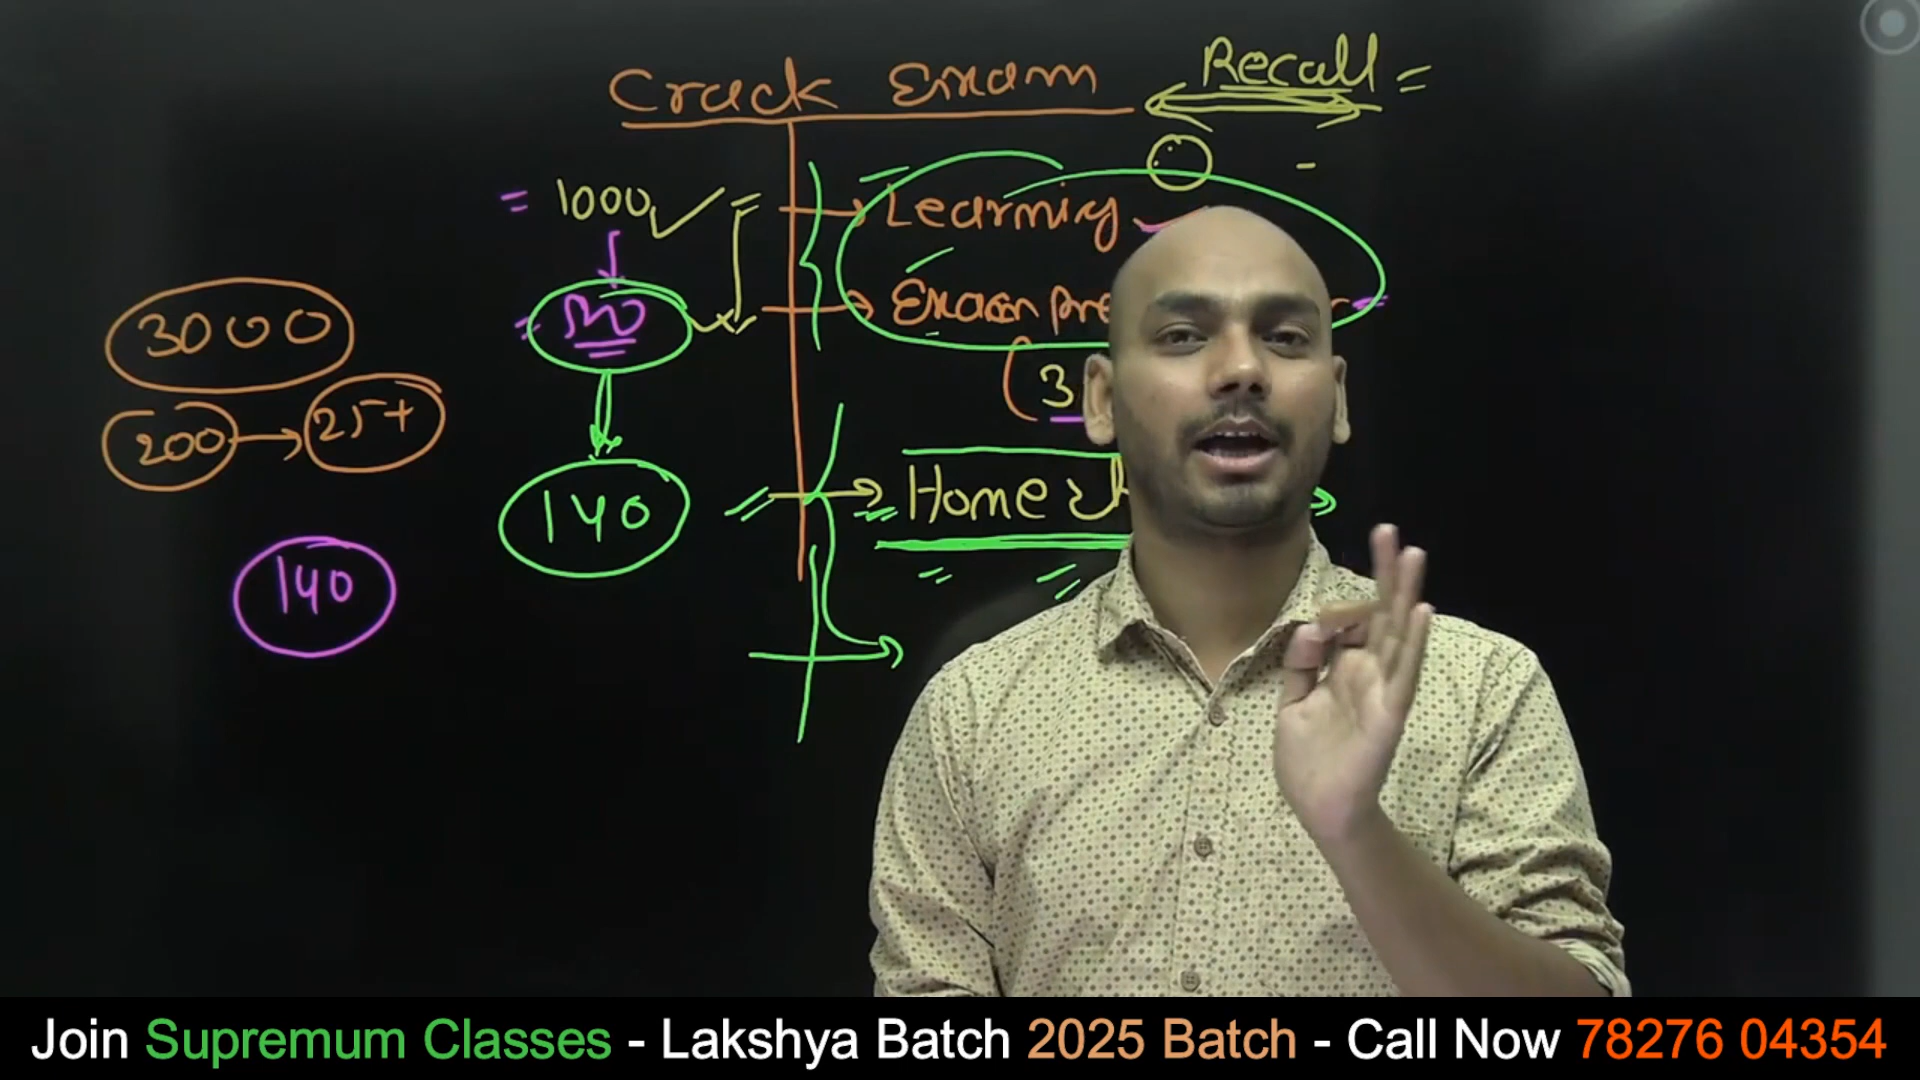 Crack Exam
Recall =
= 1000 ✓
Learning
3000
Exam pre
200 → 25+
3
140
Home
140
Join Supremum Classes - Lakshya Batch 2025 Batch - Call Now 78276 04354